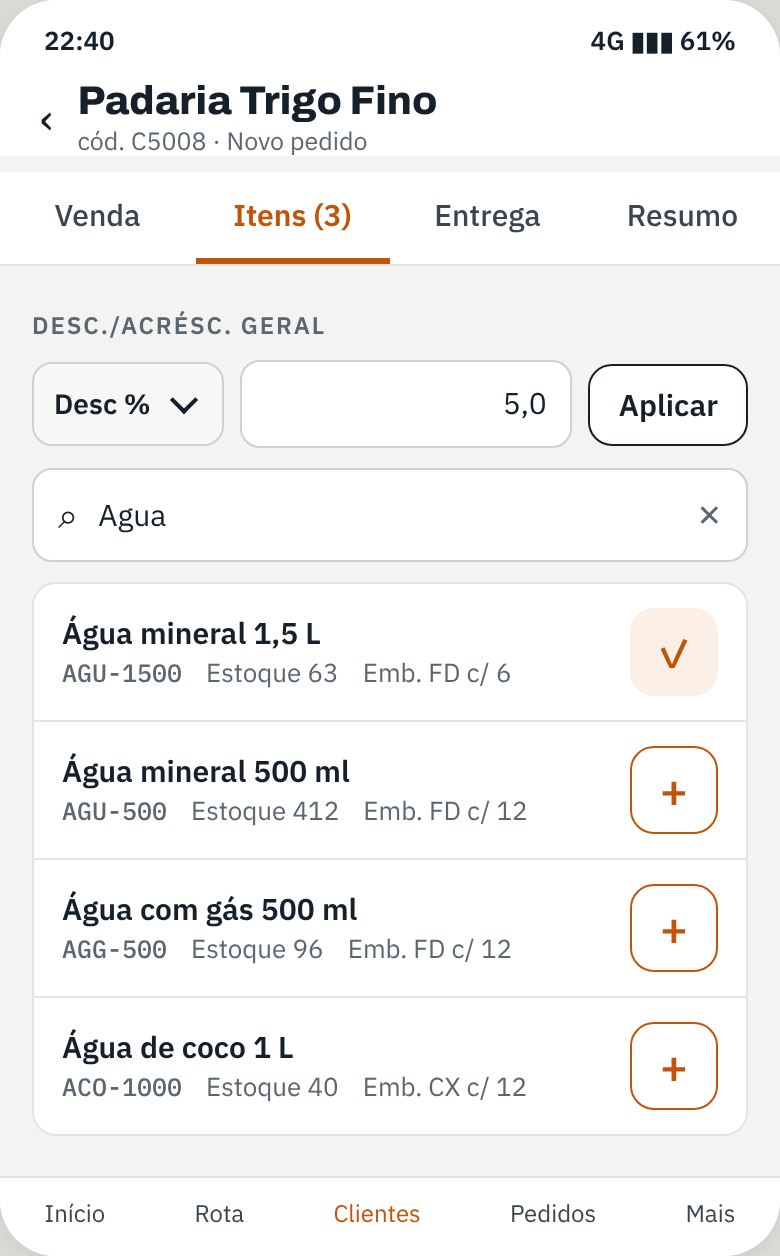 22:40 4G 61%
Padaria Trigo Fino
cód. C5008 · Novo pedido
Venda Itens (3) Entrega Resumo
DESC./ACRÉSC. GERAL
Desc % 5,0 Aplicar
Agua
Água mineral 1,5 L
AGU-1500 Estoque 63 Emb. FD c/ 6
Água mineral 500 ml
AGU-500 Estoque 412 Emb. FD c/ 12
Água com gás 500 ml
AGG-500 Estoque 96 Emb. FD c/ 12
Água de coco 1 L
ACO-1000 Estoque 40 Emb. CX c/ 12
Início Rota Clientes Pedidos Mais